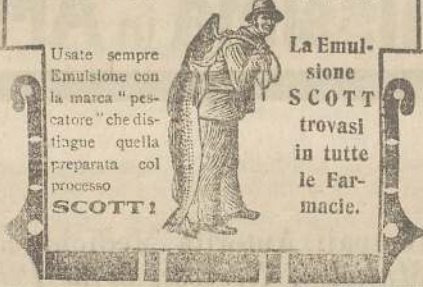 Usate sempre
Emulsione con
la marca "pes-
catore" che dis-
tingue quella
preparata col
processo
SCOTT!
La Emul-
sione
SCOTT
trovasi
in tutte
le Far-
macie.